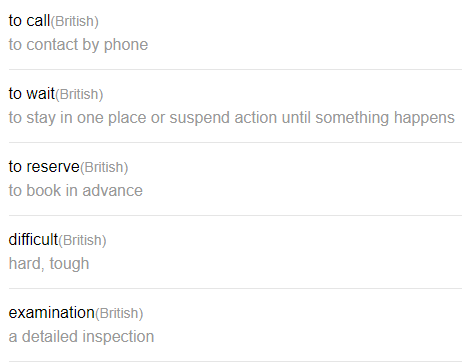 to call(British)
to contact by phone
to wait(British)
to stay in one place or suspend action until something happens
to reserve(British)
to book in advance
difficult(British)
hard, tough
examination(British)
a detailed inspection